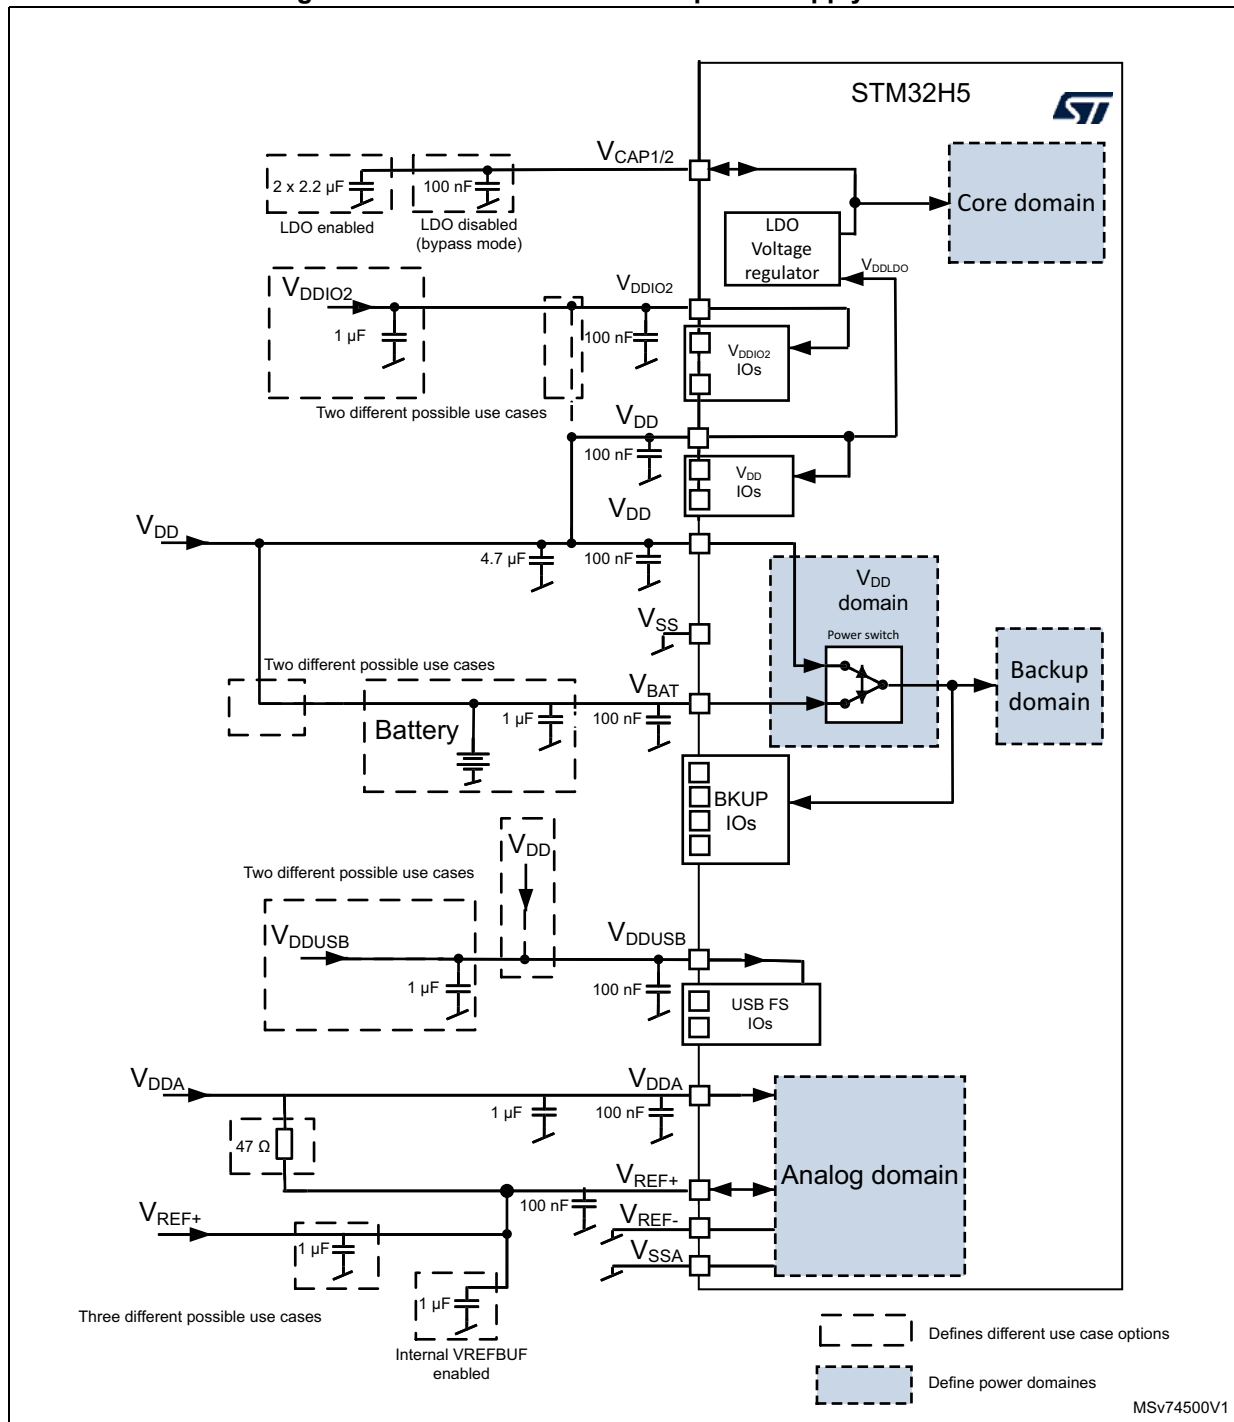 STM32H5
ST
VCAP1/2
2 x 2.2 µF
100 nF
LDO enabled
LDO disabled
(bypass mode)
Core domain
LDO
Voltage
regulator
VDDLDO
VDDIO2
VDDIO2
1 µF
100 nF
VDDIO2
IOs
Two different possible use cases
VDD
100 nF
VDD
IOs
VDD
VDD
4.7 µF
100 nF
VDD
domain
Power switch
VSS
Two different possible use cases
VBAT
Backup
domain
Battery
1 µF
100 nF
BKUP
IOs
VDD
Two different possible use cases
VDDUSB
VDDUSB
1 µF
100 nF
USB FS
IOs
VDDA
VDDA
1 µF
100 nF
47 Ω
Analog domain
VREF+
100 nF
VREF+
VREF-
1 µF
VSSA
1 µF
Three different possible use cases
Internal VREFBUF
enabled
Defines different use case options
Define power domaines
MSv74500V1